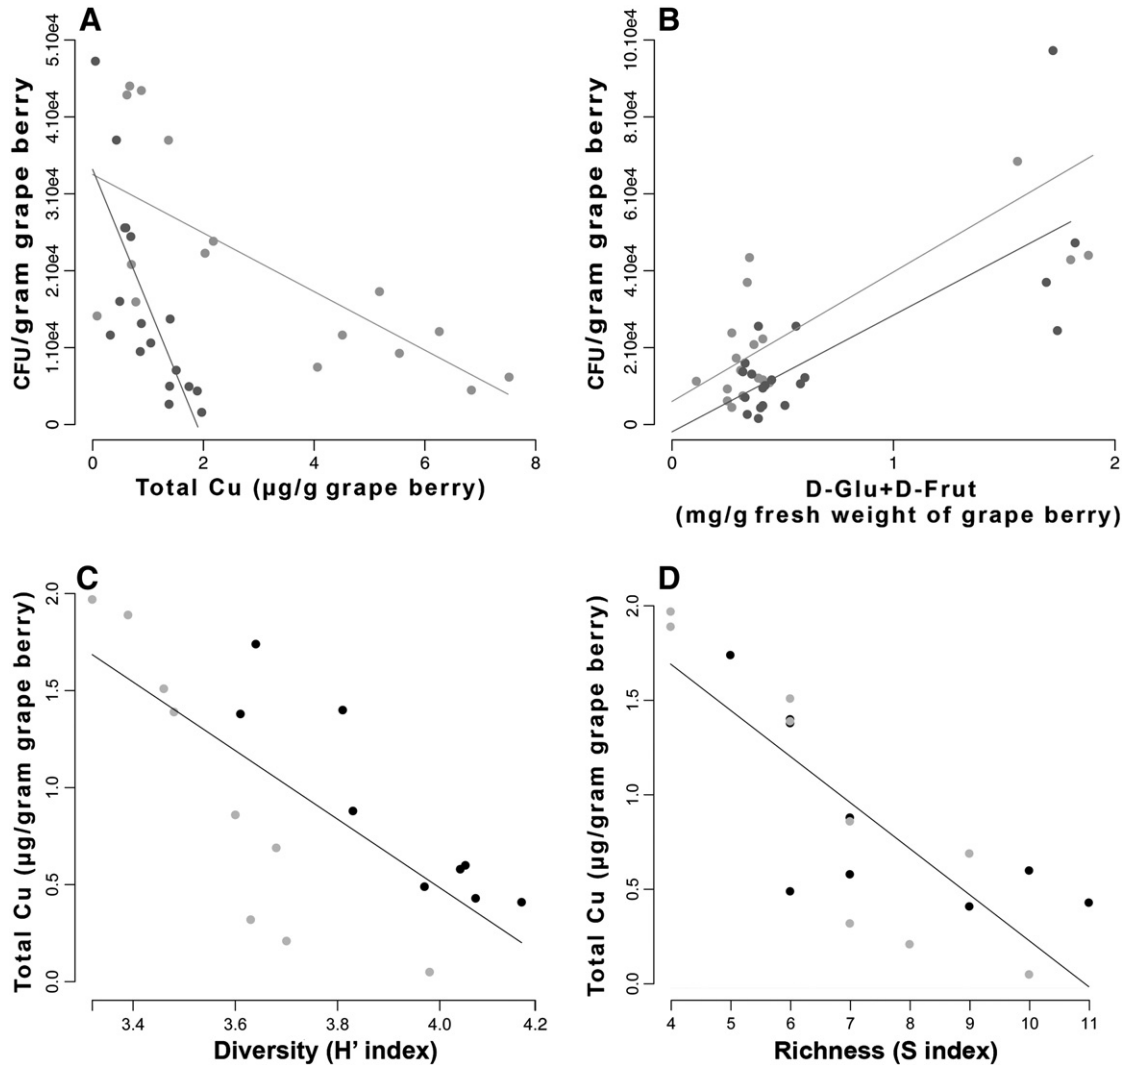 A
CFU/gram grape berry
5.10e4
4.10e4
3.10e4
2.10e4
1.10e4
0
0 2 4 6 8
Total Cu (µg/g grape berry)
B
CFU/gram grape berry
10.10e4
8.10e4
6.10e4
4.10e4
2.10e4
0
0 1 2
D-Glu+D-Frut
(mg/g fresh weight of grape berry)
C
Total Cu (µg/gram grape berry)
2.0
1.5
1.0
0.5
0.0
3.4 3.6 3.8 4.0 4.2
Diversity (H’ index)
D
Total Cu (µg/gram grape berry)
2.0
1.5
1.0
0.5
0.0
4 5 6 7 8 9 10 11
Richness (S index)